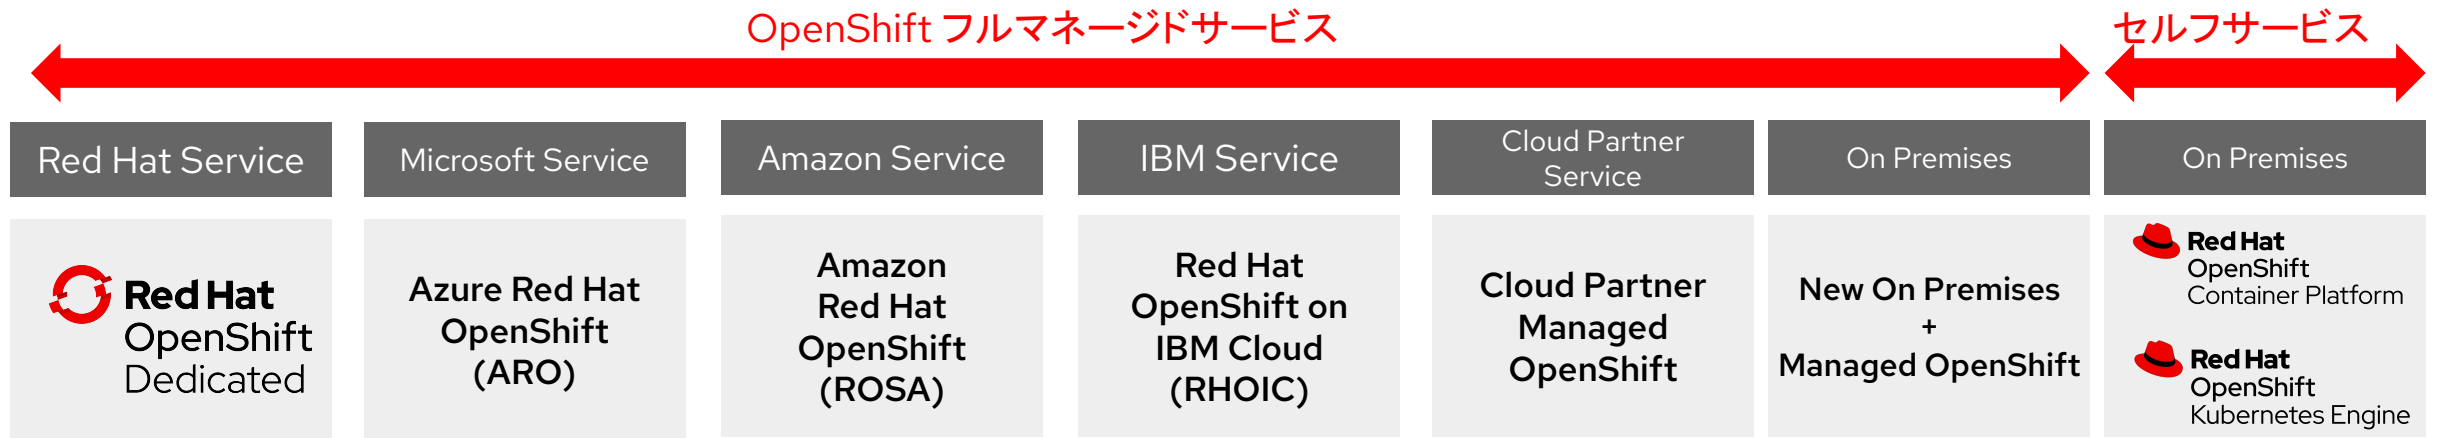 OpenShift フルマネージドサービス
セルフサービス
Red Hat Service
Microsoft Service
Amazon Service
IBM Service
Cloud Partner
Service
On Premises
On Premises
Red Hat
OpenShift
Dedicated
Azure Red Hat
OpenShift
(ARO)
Amazon
Red Hat
OpenShift
(ROSA)
Red Hat
OpenShift on
IBM Cloud
(RHOIC)
Cloud Partner
Managed
OpenShift
New On Premises
+
Managed OpenShift
Red Hat
OpenShift
Container Platform
Red Hat
OpenShift
Kubernetes Engine